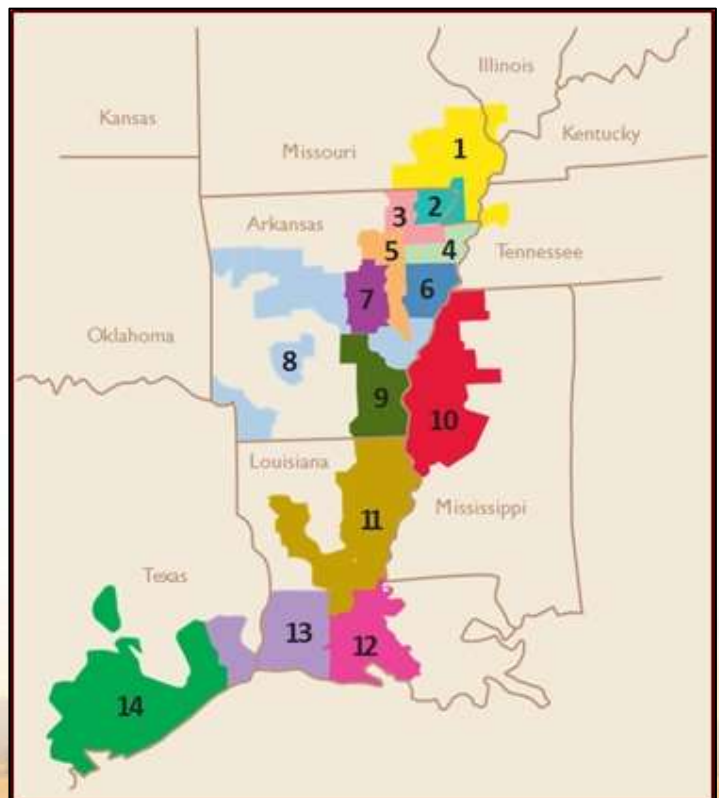 Illinois
Kansas
Kentucky
Missouri
1
2
3
Arkansas
4
5
Tennessee
6
7
Oklahoma
8
9
10
Louisiana
Mississippi
11
Texas
13
12
14